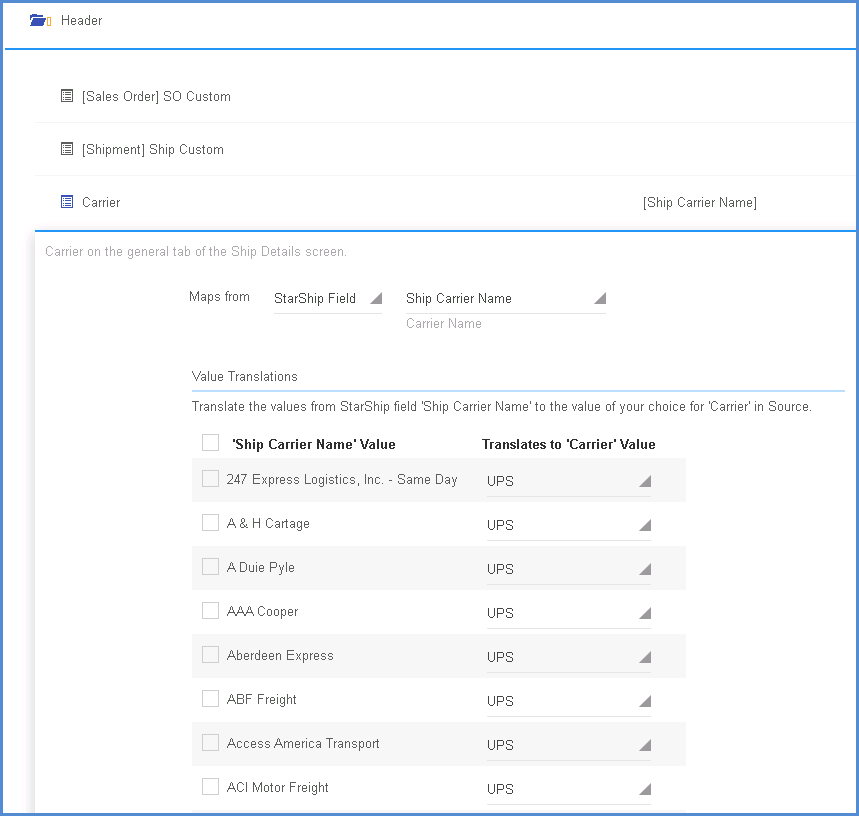 Header
[Sales Order] SO Custom
[Shipment] Ship Custom
Carrier [Ship Carrier Name]
Carrier on the general tab of the Ship Details screen.
Maps from StarShip Field Ship Carrier Name
Carrier Name
Value Translations
Translate the values from StarShip field 'Ship Carrier Name' to the value of your choice for 'Carrier' in Source.
'Ship Carrier Name' Value Translates to 'Carrier' Value
247 Express Logistics, Inc. - Same Day UPS
A & H Cartage UPS
A Duie Pyle UPS
AAA Cooper UPS
Aberdeen Express UPS
ABF Freight UPS
Access America Transport UPS
ACI Motor Freight UPS